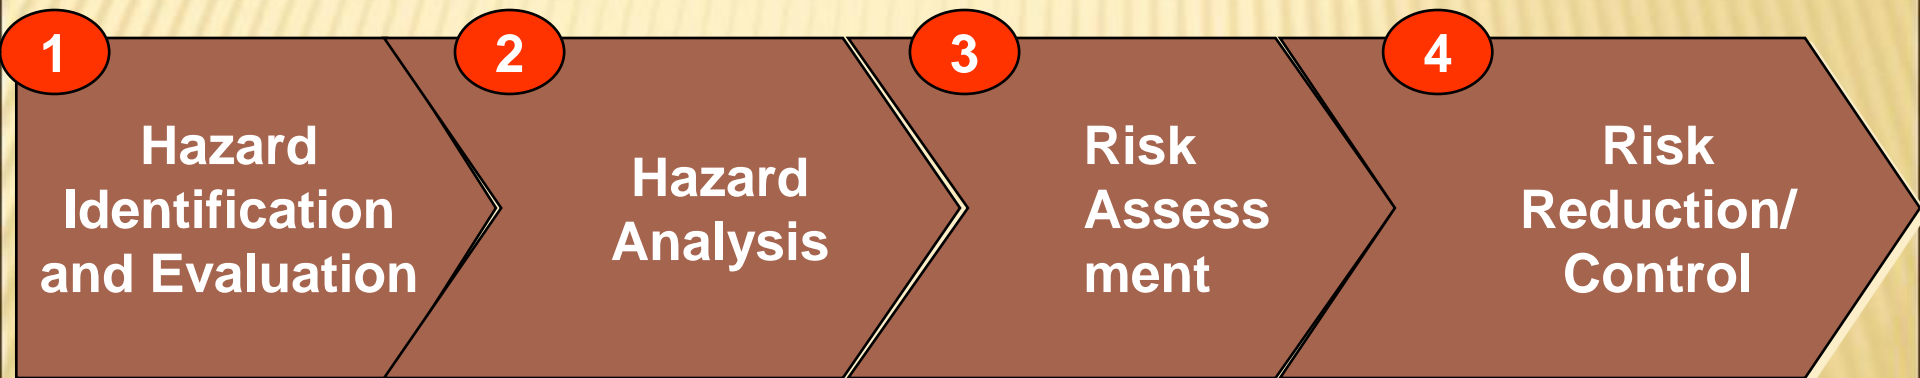 1
Hazard
Identification
and Evaluation
2
Hazard
Analysis
3
Risk
Assess
ment
4
Risk
Reduction/
Control